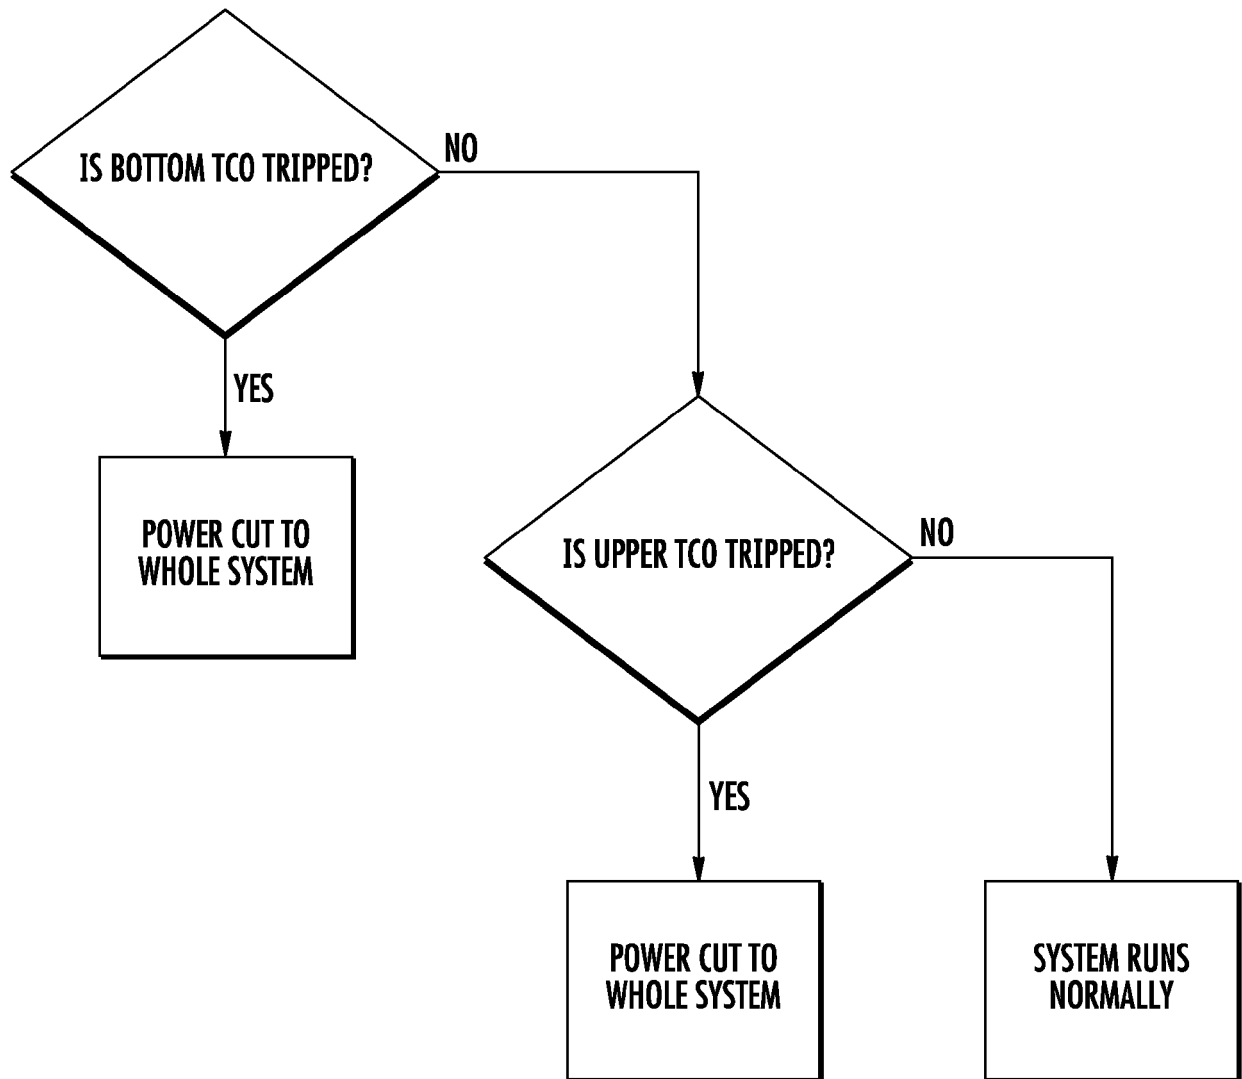 IS BOTTOM TCO TRIPPED?
NO
YES
POWER CUT TO
WHOLE SYSTEM
IS UPPER TCO TRIPPED?
NO
YES
POWER CUT TO
WHOLE SYSTEM
SYSTEM RUNS
NORMALLY